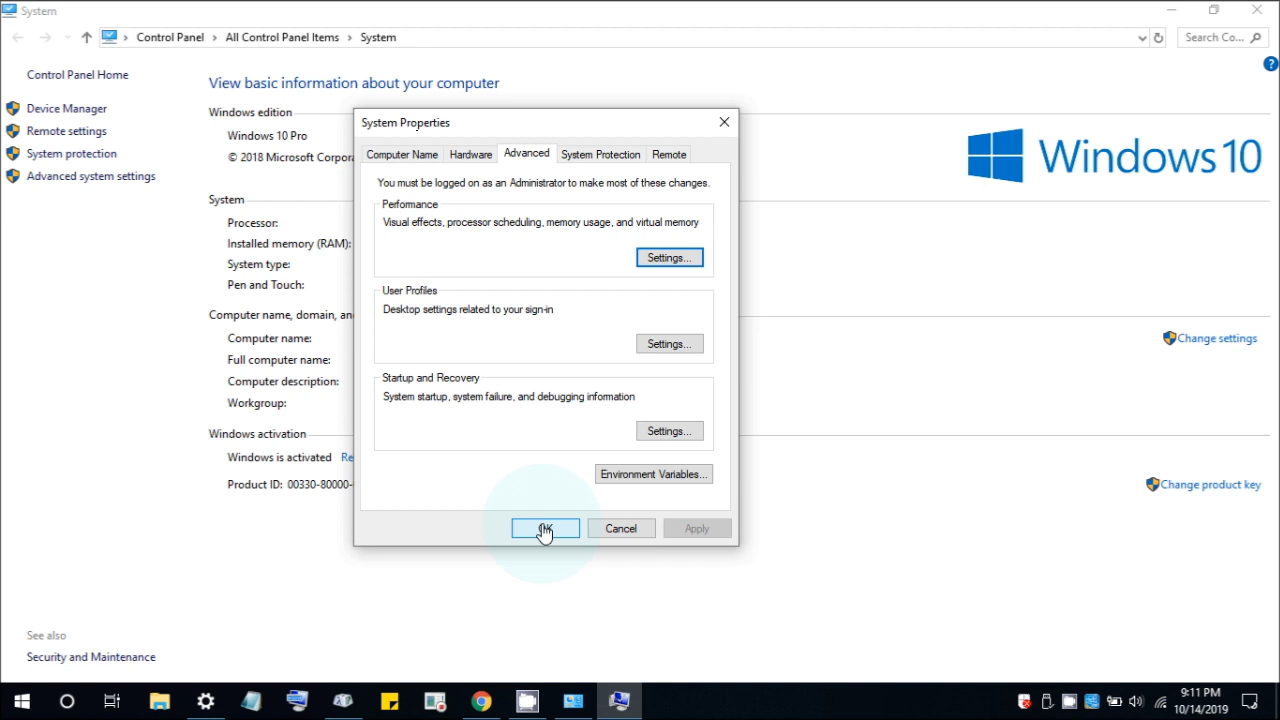 System
Control Panel > All Control Panel Items > System
Search Co...
Control Panel Home
Device Manager
Remote settings
System protection
Advanced system settings
See also
Security and Maintenance
View basic information about your computer
Windows edition
Windows 10 Pro
© 2018 Microsoft Corpora
Windows 10
System
Processor:
Installed memory (RAM):
System type:
Pen and Touch:
Computer name, domain, an
Computer name:
Full computer name:
Computer description:
Workgroup:
Change settings
Windows activation
Windows is activated Re
Product ID: 00330-80000-
Change product key
System Properties
Computer Name Hardware Advanced System Protection Remote
You must be logged on as an Administrator to make most of these changes.
Performance
Visual effects, processor scheduling, memory usage, and virtual memory
Settings...
User Profiles
Desktop settings related to your sign-in
Settings...
Startup and Recovery
System startup, system failure, and debugging information
Settings...
Environment Variables...
OK Cancel Apply
9:11 PM
10/14/2019